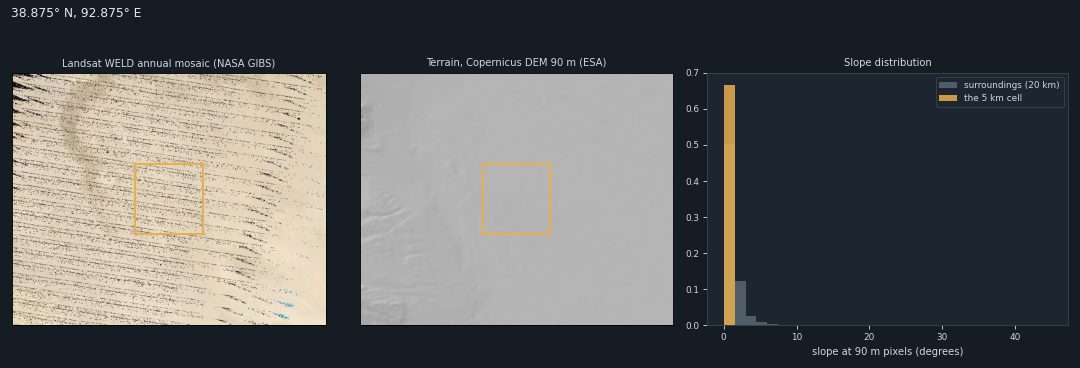 38.875° N, 92.875° E
Landsat WELD annual mosaic (NASA GIBS)
Terrain, Copernicus DEM 90 m (ESA)
Slope distribution
surroundings (20 km)
the 5 km cell
0.7
0.6
0.5
0.4
0.3
0.2
0.1
0.0
0 10 20 30 40
slope at 90 m pixels (degrees)